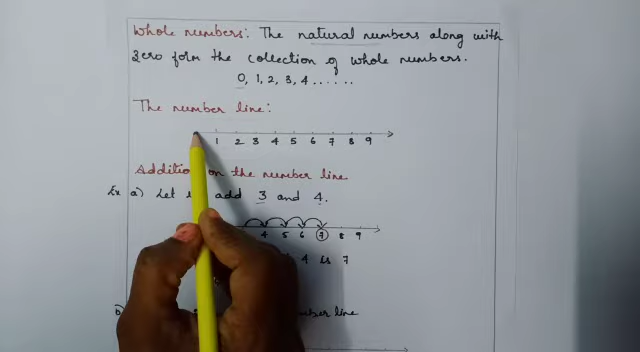 Whole numbers: The natural numbers along with
Zero form the collection of whole numbers.
0, 1, 2, 3, 4 ......
The number line:
1 2 3 4 5 6 7 8 9
Addition on the number line
Ex a) Let add 3 and 4.
4 5 6 7 8 9
4 is 7
b) number line